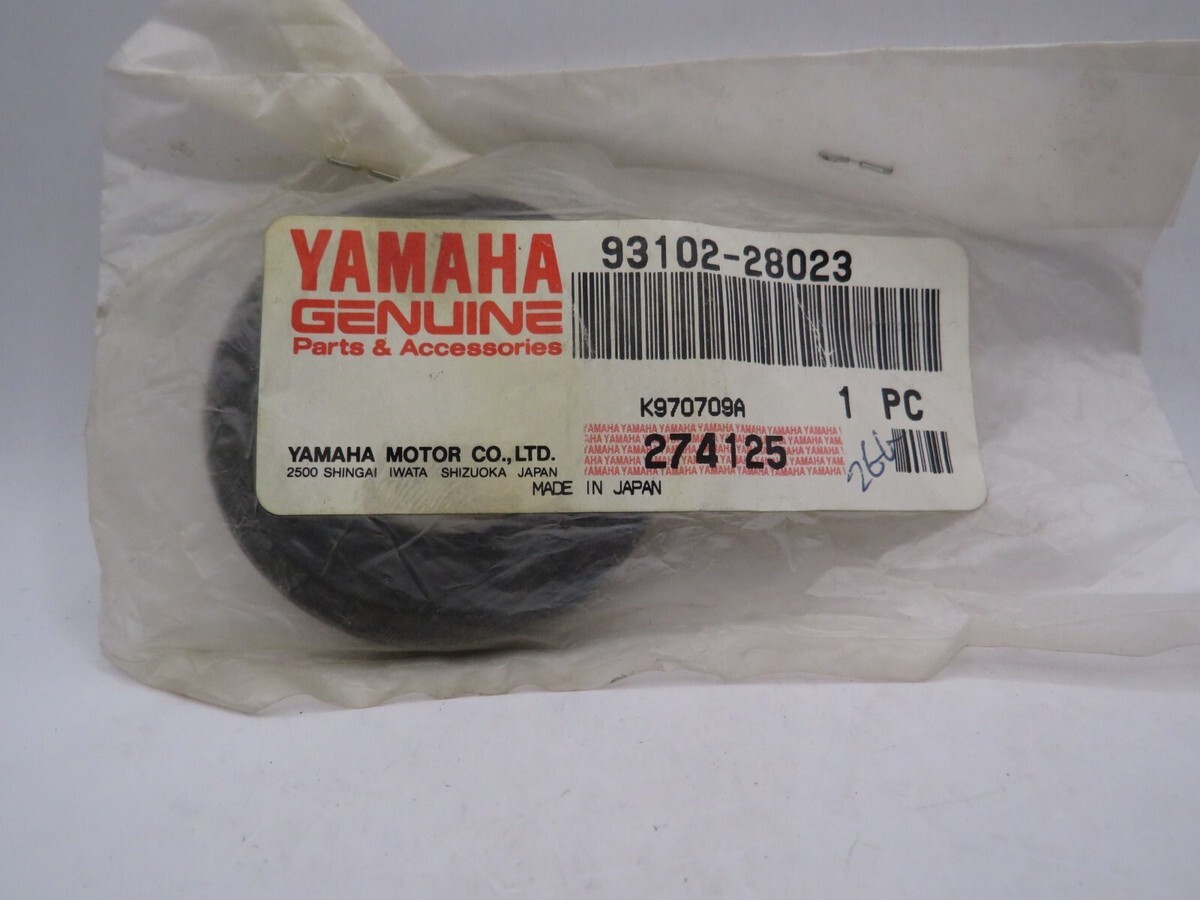 YAMAHA
GENUINE
Parts & Accessories
93102-28023
K970709A
1 PC
274125
YAMAHA MOTOR CO., LTD.
2500 SHINGAI IWATA SHIZUOKA JAPAN
MADE IN JAPAN